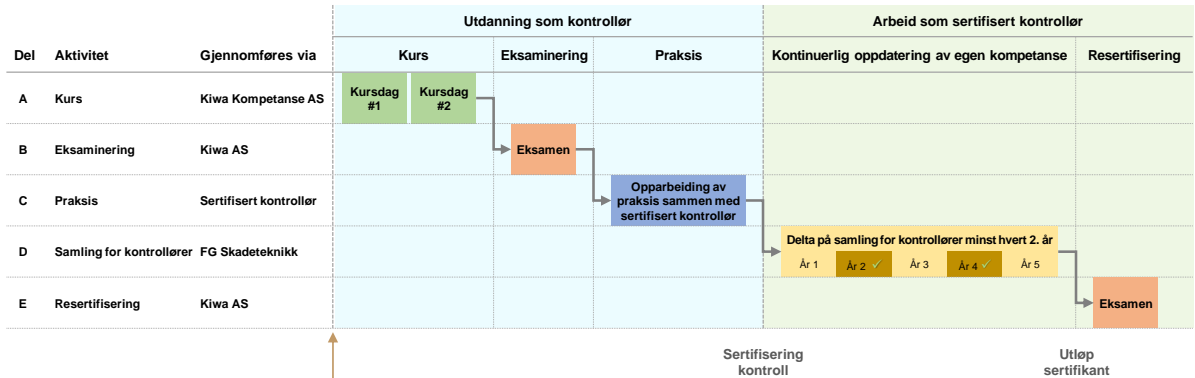 Utdanning som kontrollør
Arbeid som sertifisert kontrollør
Del
Aktivitet
Gjennomføres via
Kurs
Eksaminering
Praksis
Kontinuerlig oppdatering av egen kompetanse
Resertifisering
A
Kurs
Kiwa Kompetanse AS
Kursdag
#1
Kursdag
#2
B
Eksaminering
Kiwa AS
Eksamen
C
Praksis
Sertifisert kontrollør
Opparbeiding av
praksis sammen med
sertifisert kontrollør
D
Samling for kontrollører
FG Skadeteknikk
Delta på samling for kontrollører minst hvert 2. år
År 1
År 2 ✓
År 3
År 4 ✓
År 5
E
Resertifisering
Kiwa AS
Eksamen
Sertifisering
kontroll
Utløp
sertifikant